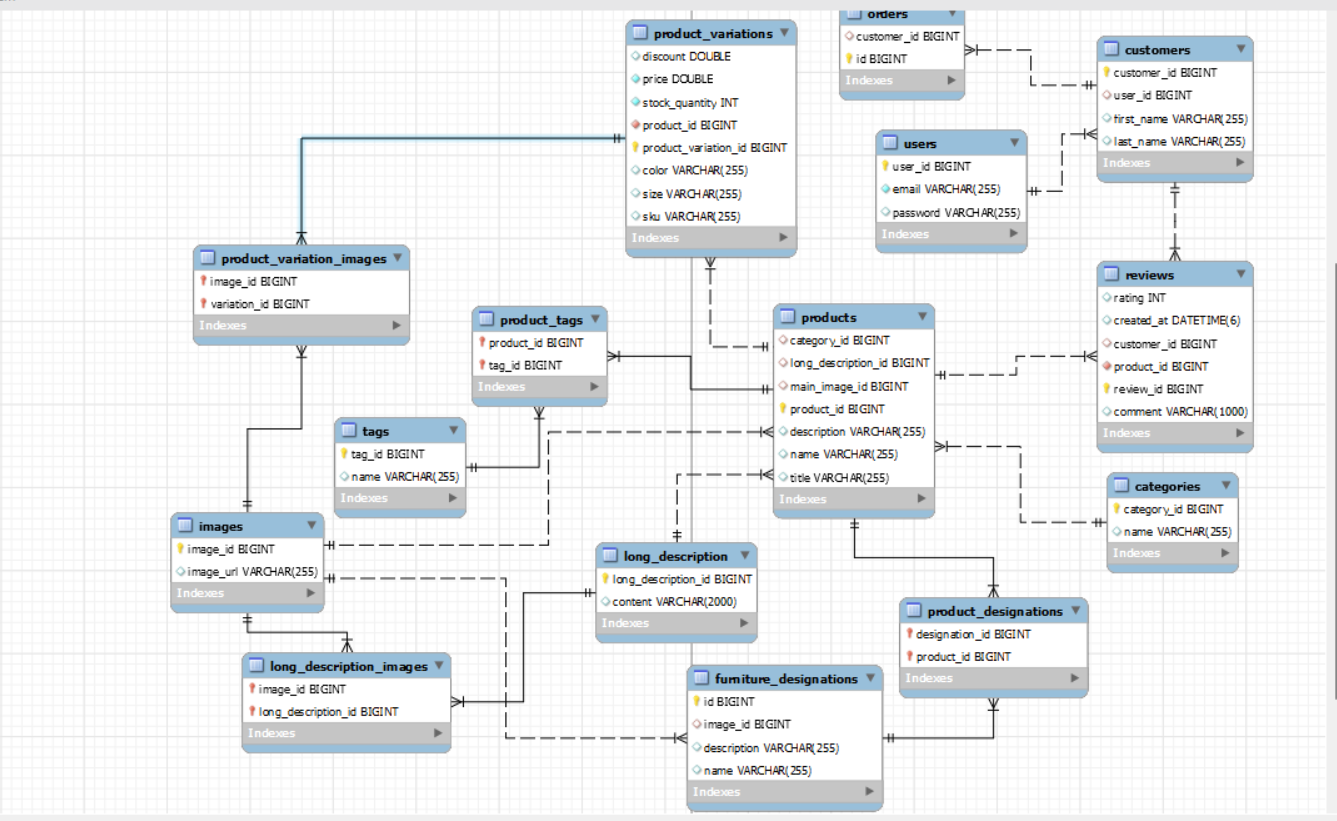 product_variations
discount DOUBLE
price DOUBLE
stock_quantity INT
product_id BIGINT
product_variation_id BIGINT
color VARCHAR(255)
size VARCHAR(255)
sku VARCHAR(255)
Indexes
orders
customer_id BIGINT
id BIGINT
Indexes
customers
customer_id BIGINT
user_id BIGINT
first_name VARCHAR(255)
last_name VARCHAR(255)
Indexes
users
user_id BIGINT
email VARCHAR(255)
password VARCHAR(255)
Indexes
product_variation_images
image_id BIGINT
variation_id BIGINT
Indexes
product_tags
product_id BIGINT
tag_id BIGINT
Indexes
products
category_id BIGINT
long_description_id BIGINT
main_image_id BIGINT
product_id BIGINT
description VARCHAR(255)
name VARCHAR(255)
title VARCHAR(255)
Indexes
reviews
rating INT
created_at DATETIME(6)
customer_id BIGINT
product_id BIGINT
review_id BIGINT
comment VARCHAR(1000)
Indexes
tags
tag_id BIGINT
name VARCHAR(255)
Indexes
categories
category_id BIGINT
name VARCHAR(255)
Indexes
images
image_id BIGINT
image_url VARCHAR(255)
Indexes
long_description
long_description_id BIGINT
content VARCHAR(2000)
Indexes
product_designations
designation_id BIGINT
product_id BIGINT
Indexes
long_description_images
image_id BIGINT
long_description_id BIGINT
Indexes
furniture_designations
id BIGINT
image_id BIGINT
description VARCHAR(255)
name VARCHAR(255)
Indexes